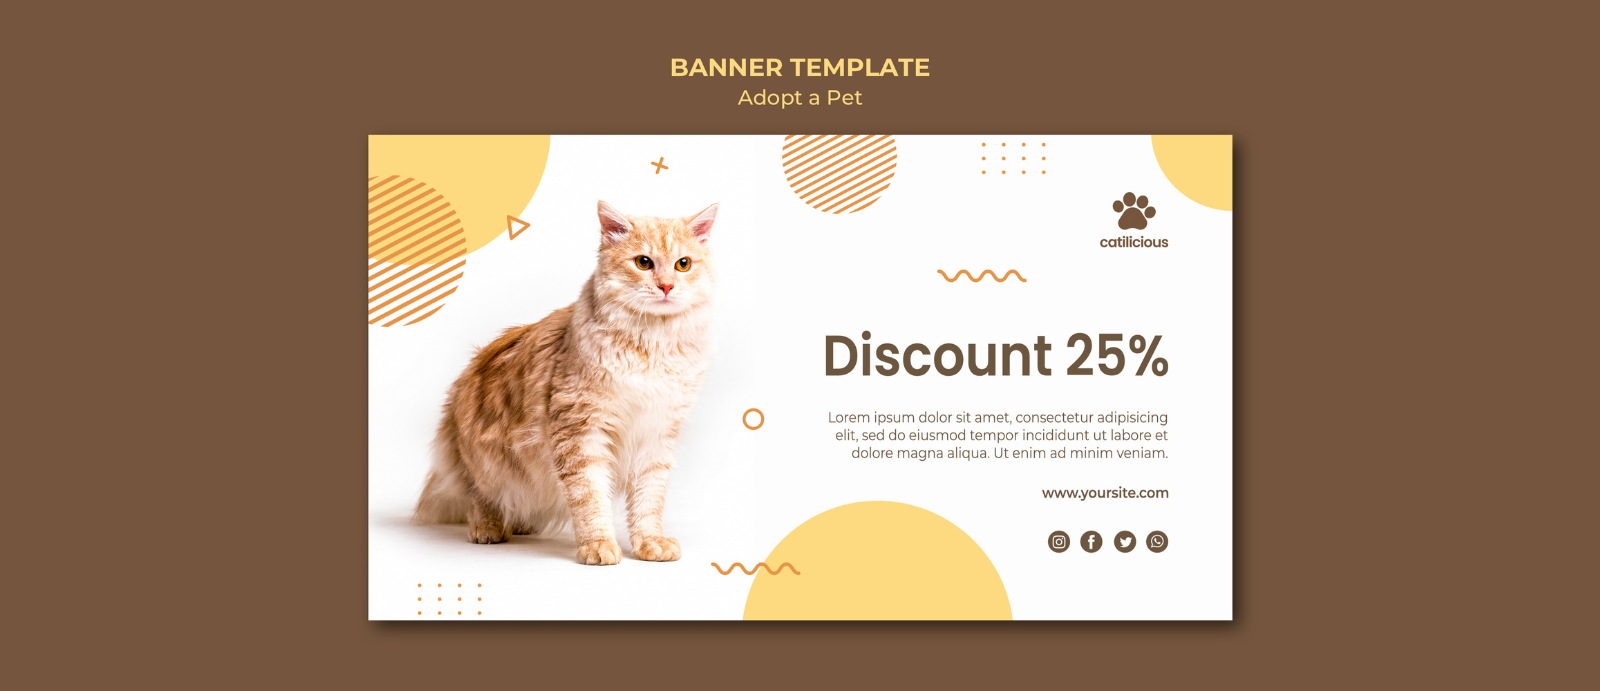 BANNER TEMPLATE
Adopt a Pet
catilicious
Discount 25%
Lorem ipsum dolor sit amet, consectetur adipisicing
elit, sed do eiusmod tempor incididunt ut labore et
dolore magna aliqua. Ut enim ad minim veniam.
www.yoursite.com